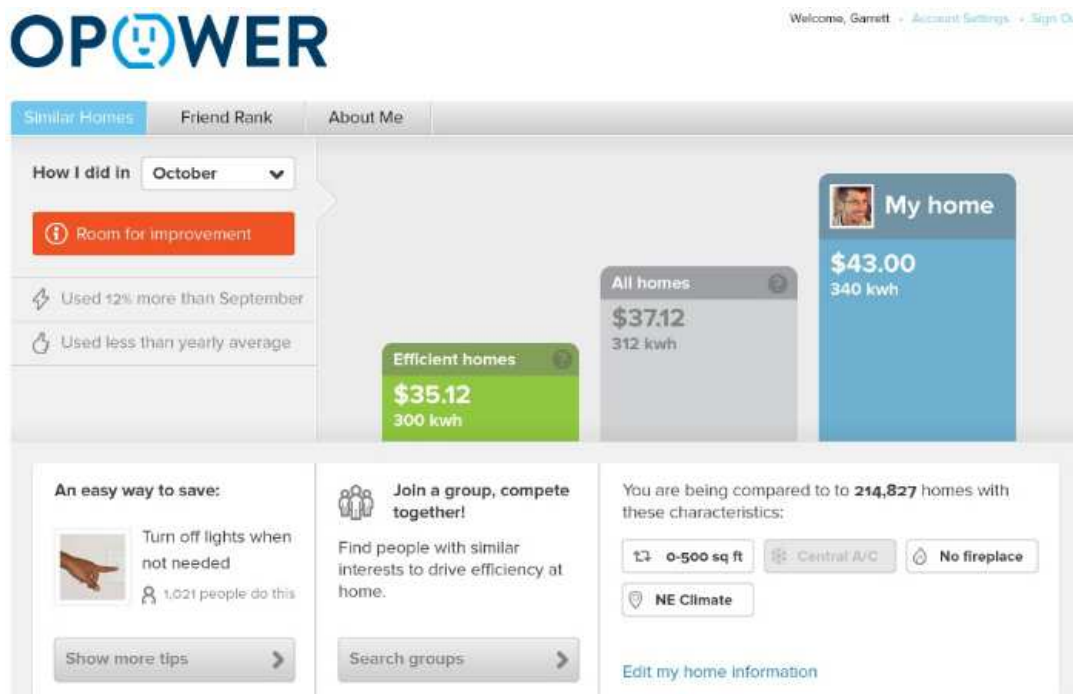 OPOWER
Welcome, Garrett • Account Settings • Sign
Similar Homes
Friend Rank
About Me
How I did in
October
Room for improvement
Used 12% more than September
Used less than yearly average
My home
$43.00
340 kwh
All homes
$37.12
312 kwh
Efficient homes
$35.12
300 kwh
An easy way to save:
Turn off lights when
not needed
1,021 people do this
Show more tips
Join a group, compete
together!
Find people with similar
interests to drive efficiency at
home.
Search groups
You are being compared to to 214,827 homes with
these characteristics:
0-500 sq ft
Central A/C
No fireplace
NE Climate
Edit my home information